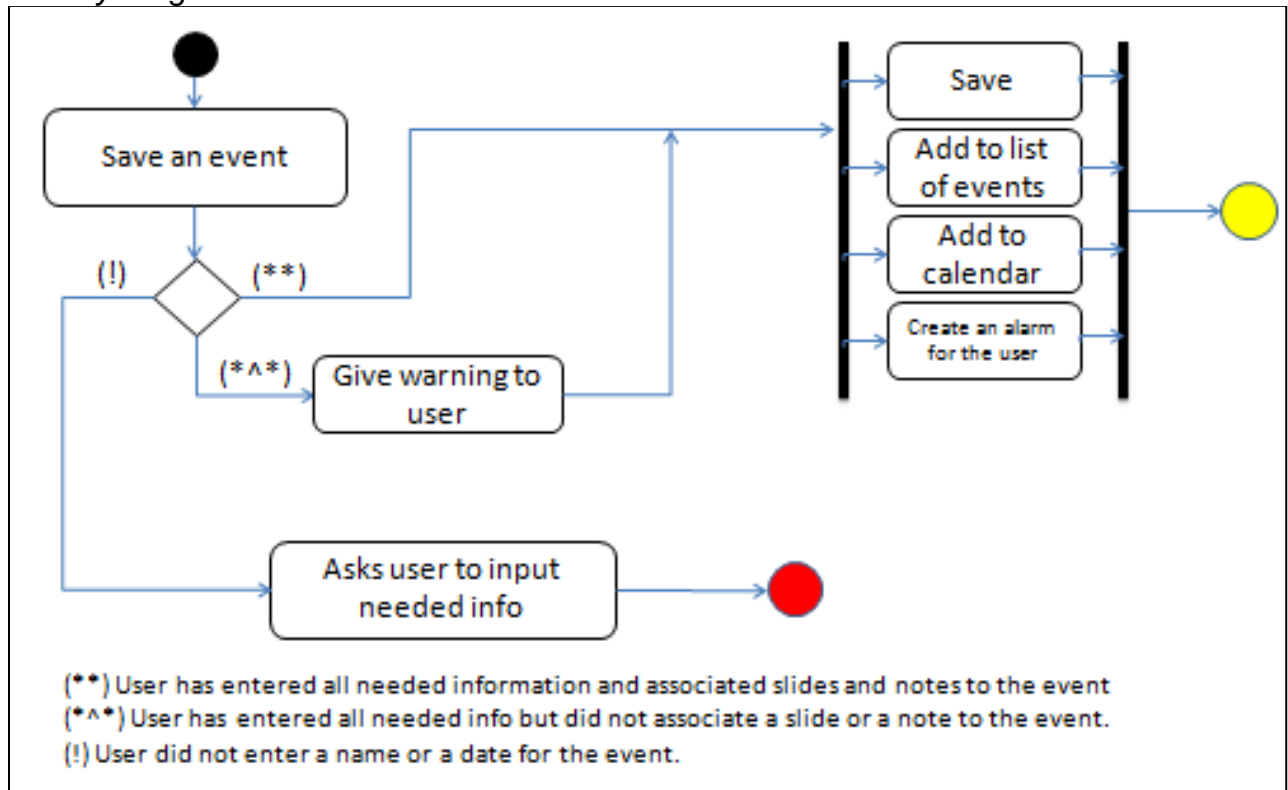 Save an event
(!)
(**)
(*^*)
Give warning to
user
Save
Add to list
of events
Add to
calendar
Create an alarm
for the user
Asks user to input
needed info
(**) User has entered all needed information and associated slides and notes to the event
(*^*) User has entered all needed info but did not associate a slide or a note to the event.
(!) User did not enter a name or a date for the event.